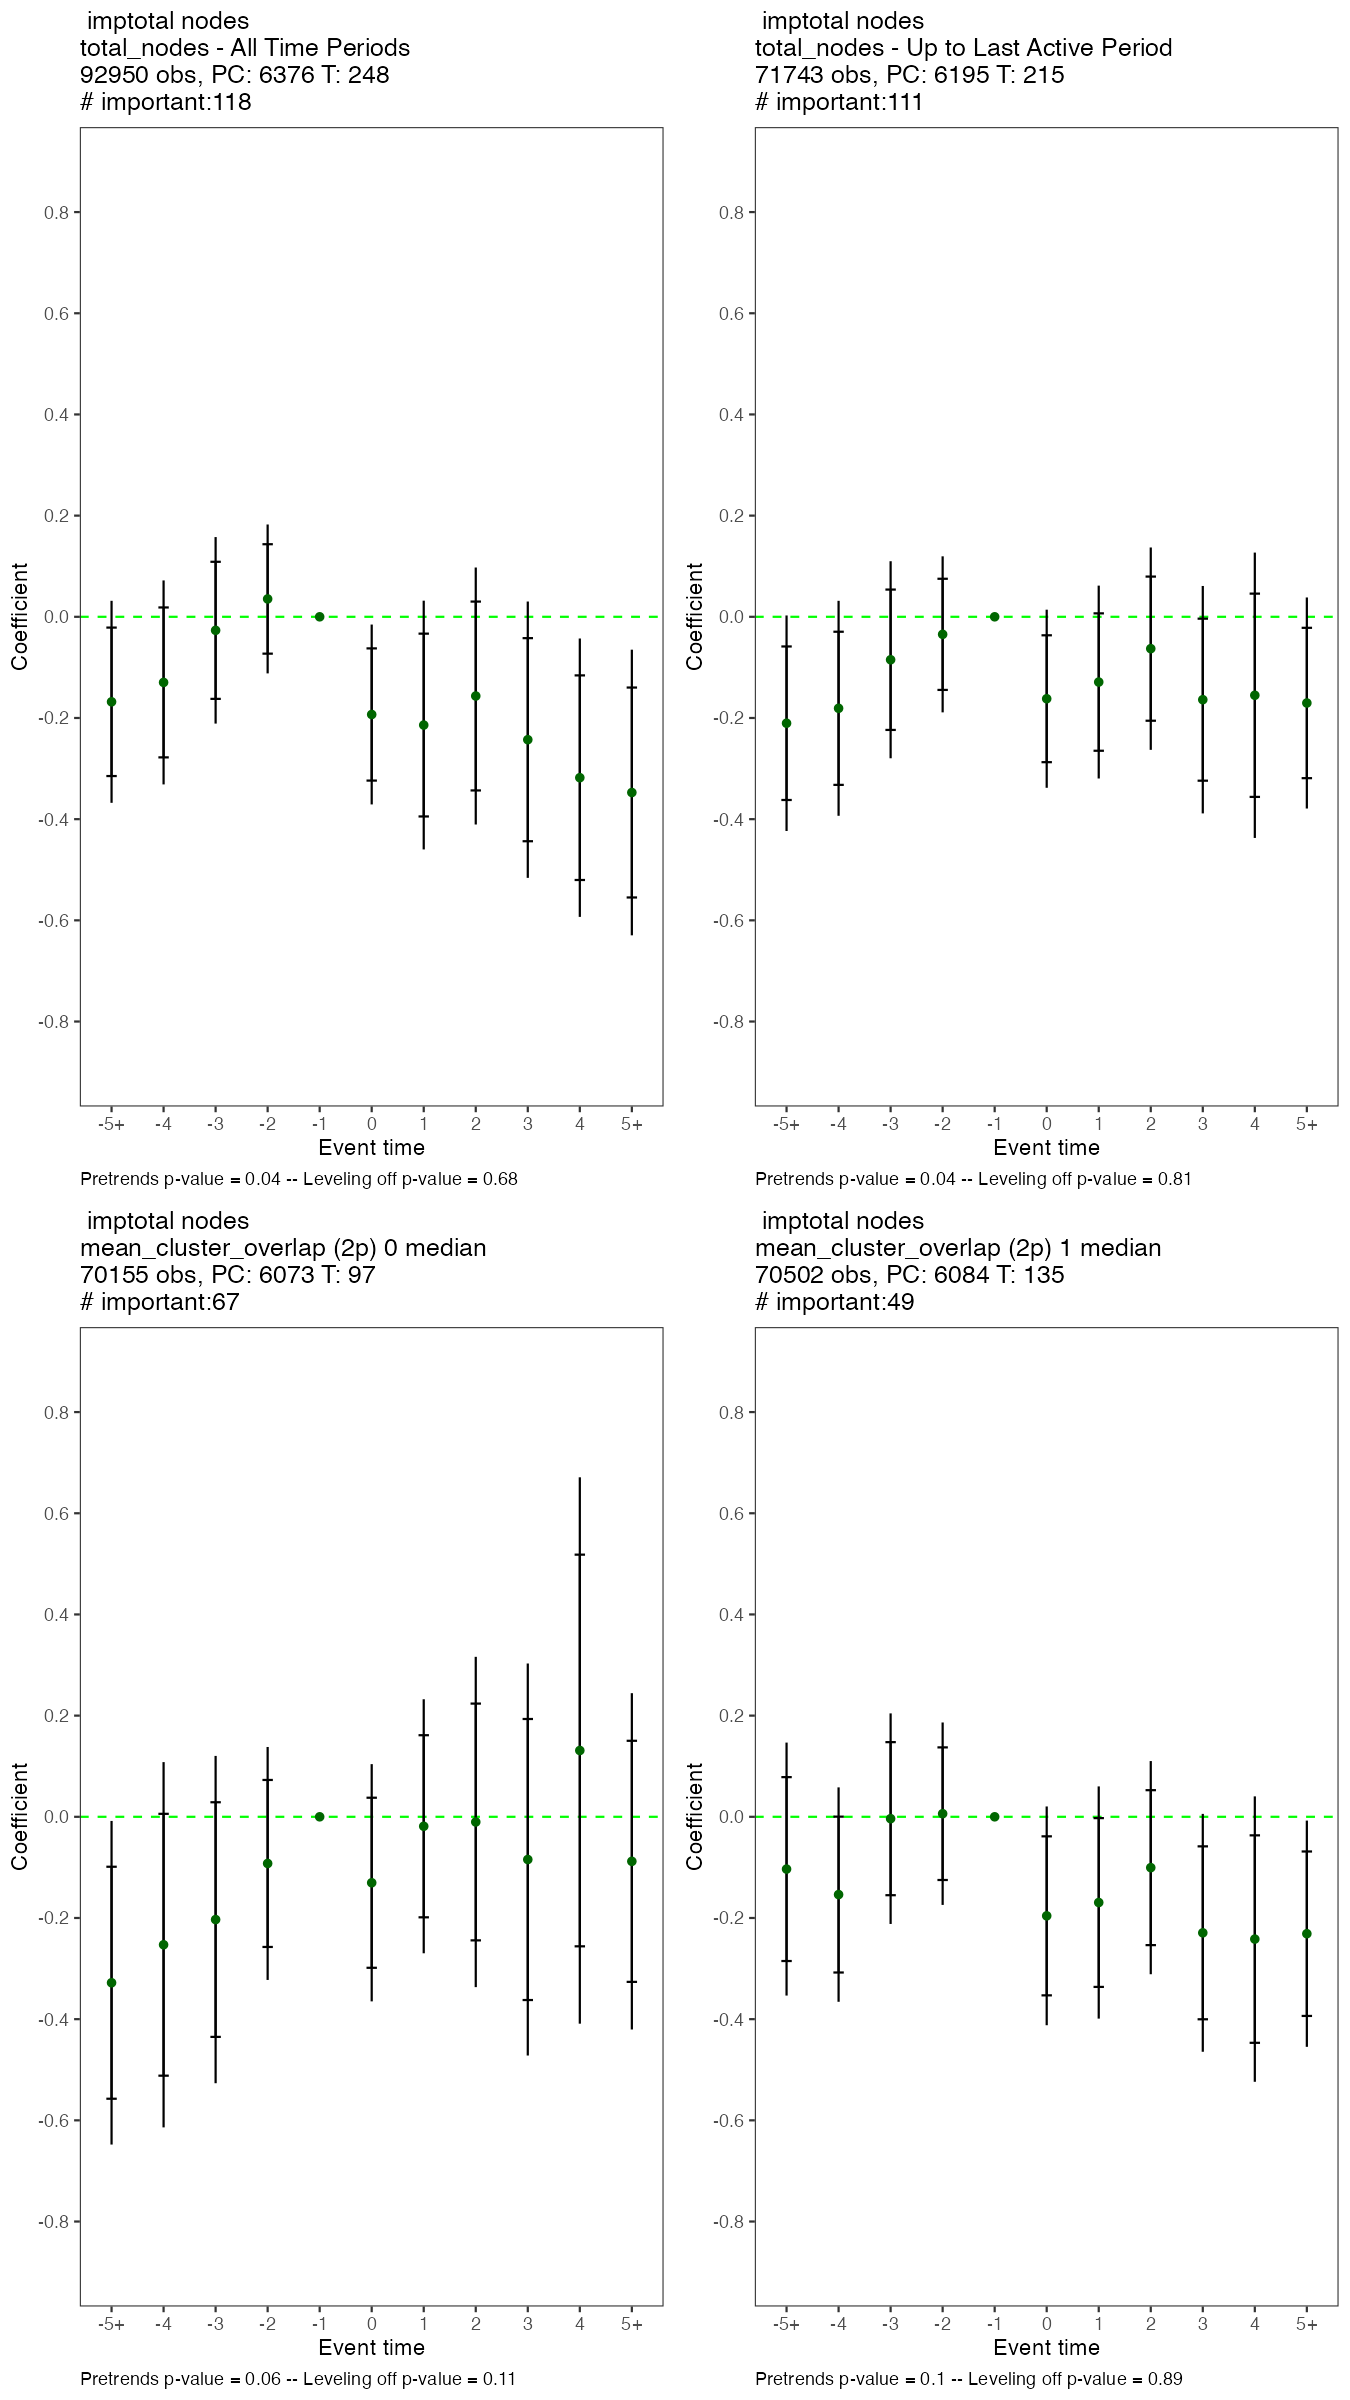 imptotal nodes
total_nodes - All Time Periods
92950 obs, PC: 6376 T: 248
# important:118
0.8
0.6
0.4
0.2
0.0
-0.2
-0.4
-0.6
-0.8
Coefficient
-5+ -4 -3 -2 -1 0 1 2 3 4 5+
Event time
Pretrends p-value = 0.04 -- Leveling off p-value = 0.68
imptotal nodes
total_nodes - Up to Last Active Period
71743 obs, PC: 6195 T: 215
# important:111
0.8
0.6
0.4
0.2
0.0
-0.2
-0.4
-0.6
-0.8
Coefficient
-5+ -4 -3 -2 -1 0 1 2 3 4 5+
Event time
Pretrends p-value = 0.04 -- Leveling off p-value = 0.81
imptotal nodes
mean_cluster_overlap (2p) 0 median
70155 obs, PC: 6073 T: 97
# important:67
0.8
0.6
0.4
0.2
0.0
-0.2
-0.4
-0.6
-0.8
Coefficient
-5+ -4 -3 -2 -1 0 1 2 3 4 5+
Event time
Pretrends p-value = 0.06 -- Leveling off p-value = 0.11
imptotal nodes
mean_cluster_overlap (2p) 1 median
70502 obs, PC: 6084 T: 135
# important:49
0.8
0.6
0.4
0.2
0.0
-0.2
-0.4
-0.6
-0.8
Coefficient
-5+ -4 -3 -2 -1 0 1 2 3 4 5+
Event time
Pretrends p-value = 0.1 -- Leveling off p-value = 0.89